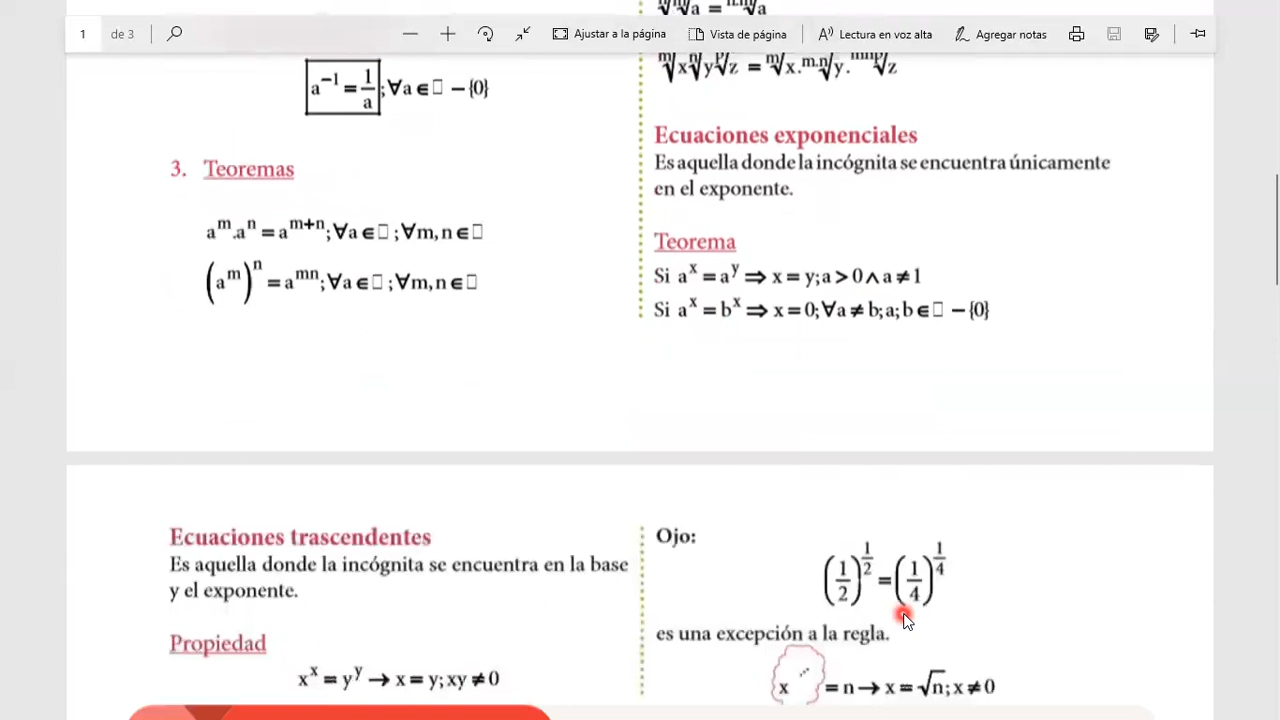 1 de 3 Ajustar a la página Vista de página Lectura en voz alta Agregar notas
a⁻¹ = 1/a ; ∀a ∈ □ − {0}
3. Teoremas
aᵐ.aⁿ = aᵐ⁺ⁿ; ∀a ∈ □ ; ∀m, n ∈ □
(aᵐ)ⁿ = aᵐⁿ; ∀a ∈ □ ; ∀m, n ∈ □
Ecuaciones exponenciales
Es aquella donde la incógnita se encuentra únicamente
en el exponente.
Teorema
Si aˣ = aʸ ⇒ x = y; a > 0 ∧ a ≠ 1
Si aˣ = bˣ ⇒ x = 0; ∀a ≠ b; a; b ∈ □ − {0}
Ecuaciones trascendentes
Es aquella donde la incógnita se encuentra en la base
y el exponente.
Propiedad
xˣ = yʸ → x = y; xy ≠ 0
Ojo:
(1/2)^(1/2) = (1/4)^(1/4)
es una excepción a la regla.
x = n → x = √n; x ≠ 0